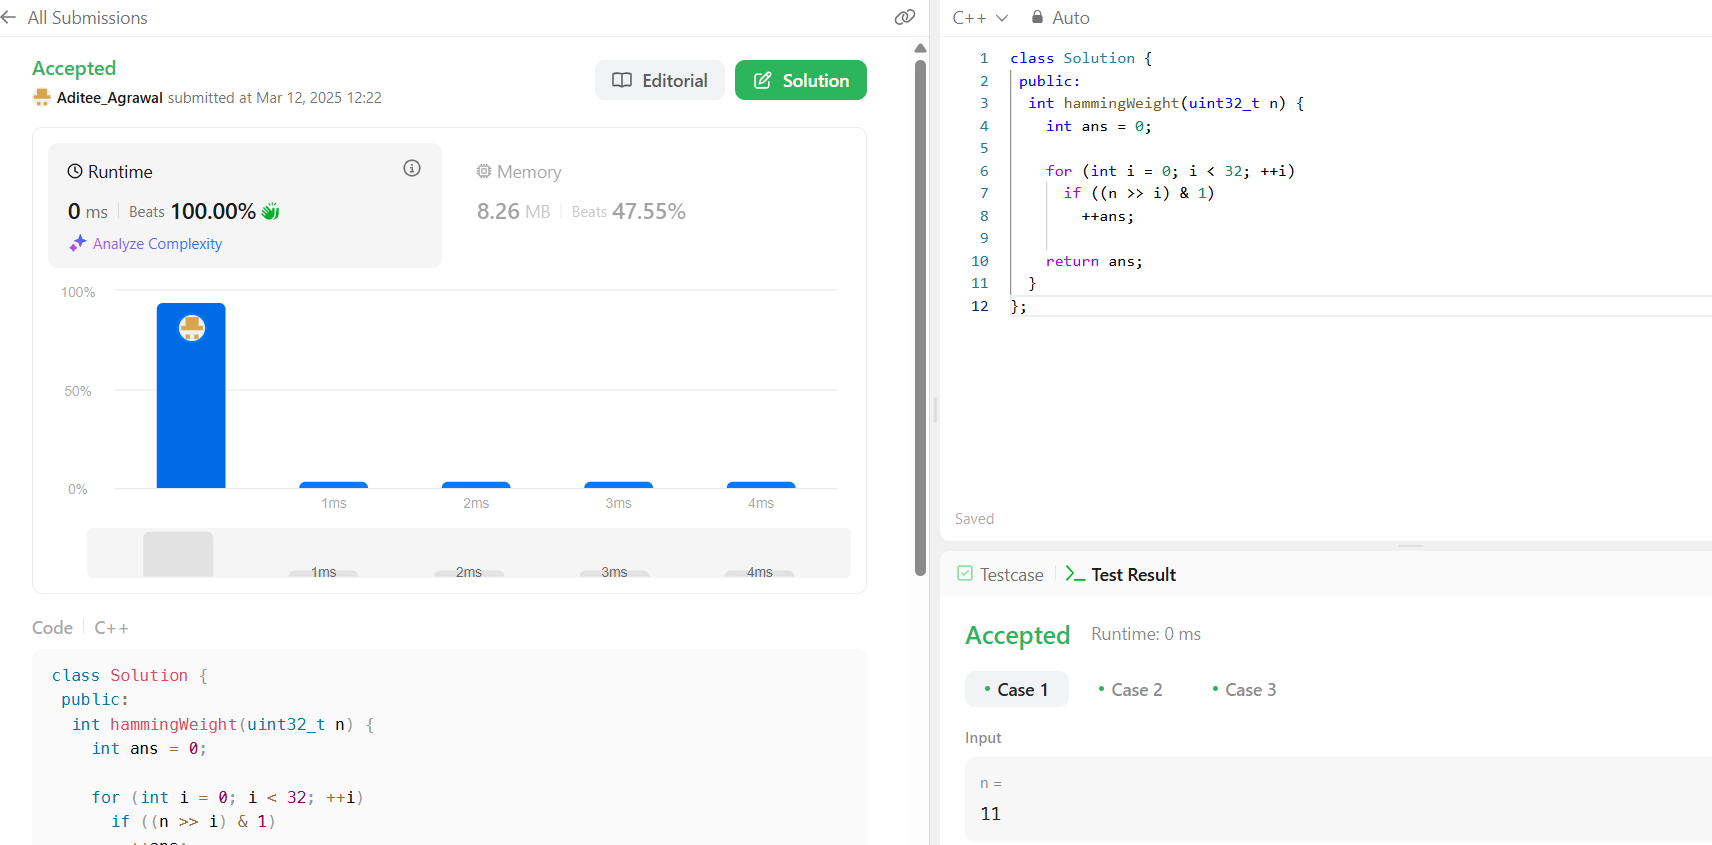 All Submissions
Accepted
Aditee_Agrawal submitted at Mar 12, 2025 12:22
Editorial
Solution
Runtime
0 ms
Beats 100.00%
Analyze Complexity
Memory
8.26 MB
Beats 47.55%
100%
50%
0%
1ms
2ms
3ms
4ms
1ms
2ms
3ms
4ms
Code
C++
class Solution {
public:
int hammingWeight(uint32_t n) {
int ans = 0;
for (int i = 0; i < 32; ++i)
if ((n >> i) & 1)
++ans;
C++
Auto
1 class Solution {
2 public:
3 int hammingWeight(uint32_t n) {
4 int ans = 0;
5
6 for (int i = 0; i < 32; ++i)
7 if ((n >> i) & 1)
8 ++ans;
9
10 return ans;
11 }
12 };
Saved
Testcase
Test Result
Accepted
Runtime: 0 ms
Case 1
Case 2
Case 3
Input
n =
11